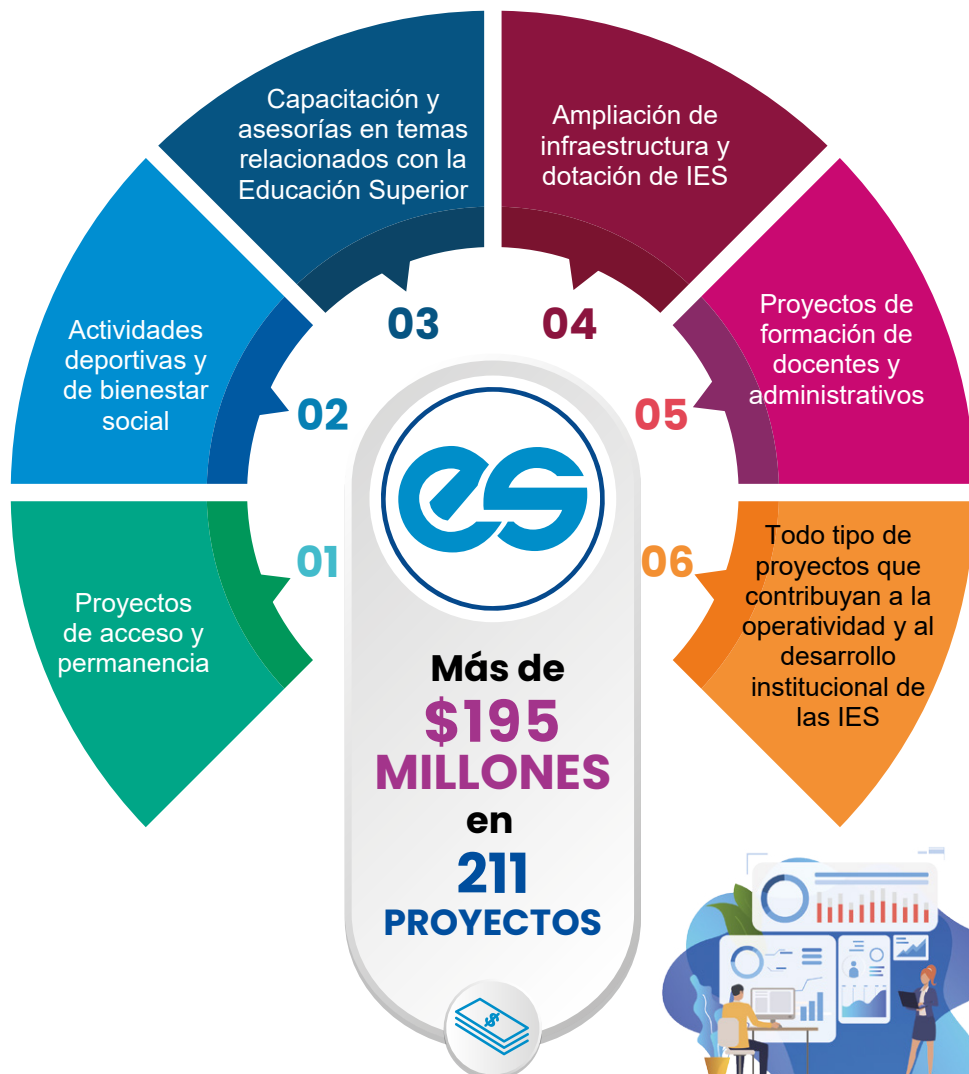 Proyectos
de acceso y
permanencia
01
Actividades
deportivas y
de bienestar
social
02
Capacitación y
asesorías en temas
relacionados con la
Educación Superior
03
Ampliación de
infraestructura y
dotación de IES
04
Proyectos de
formación de
docentes y
administrativos
05
Todo tipo de
proyectos que
contribuyan a la
operatividad y al
desarrollo
institucional de
las IES
06
es
Más de
$195
MILLONES
en
211
PROYECTOS
$